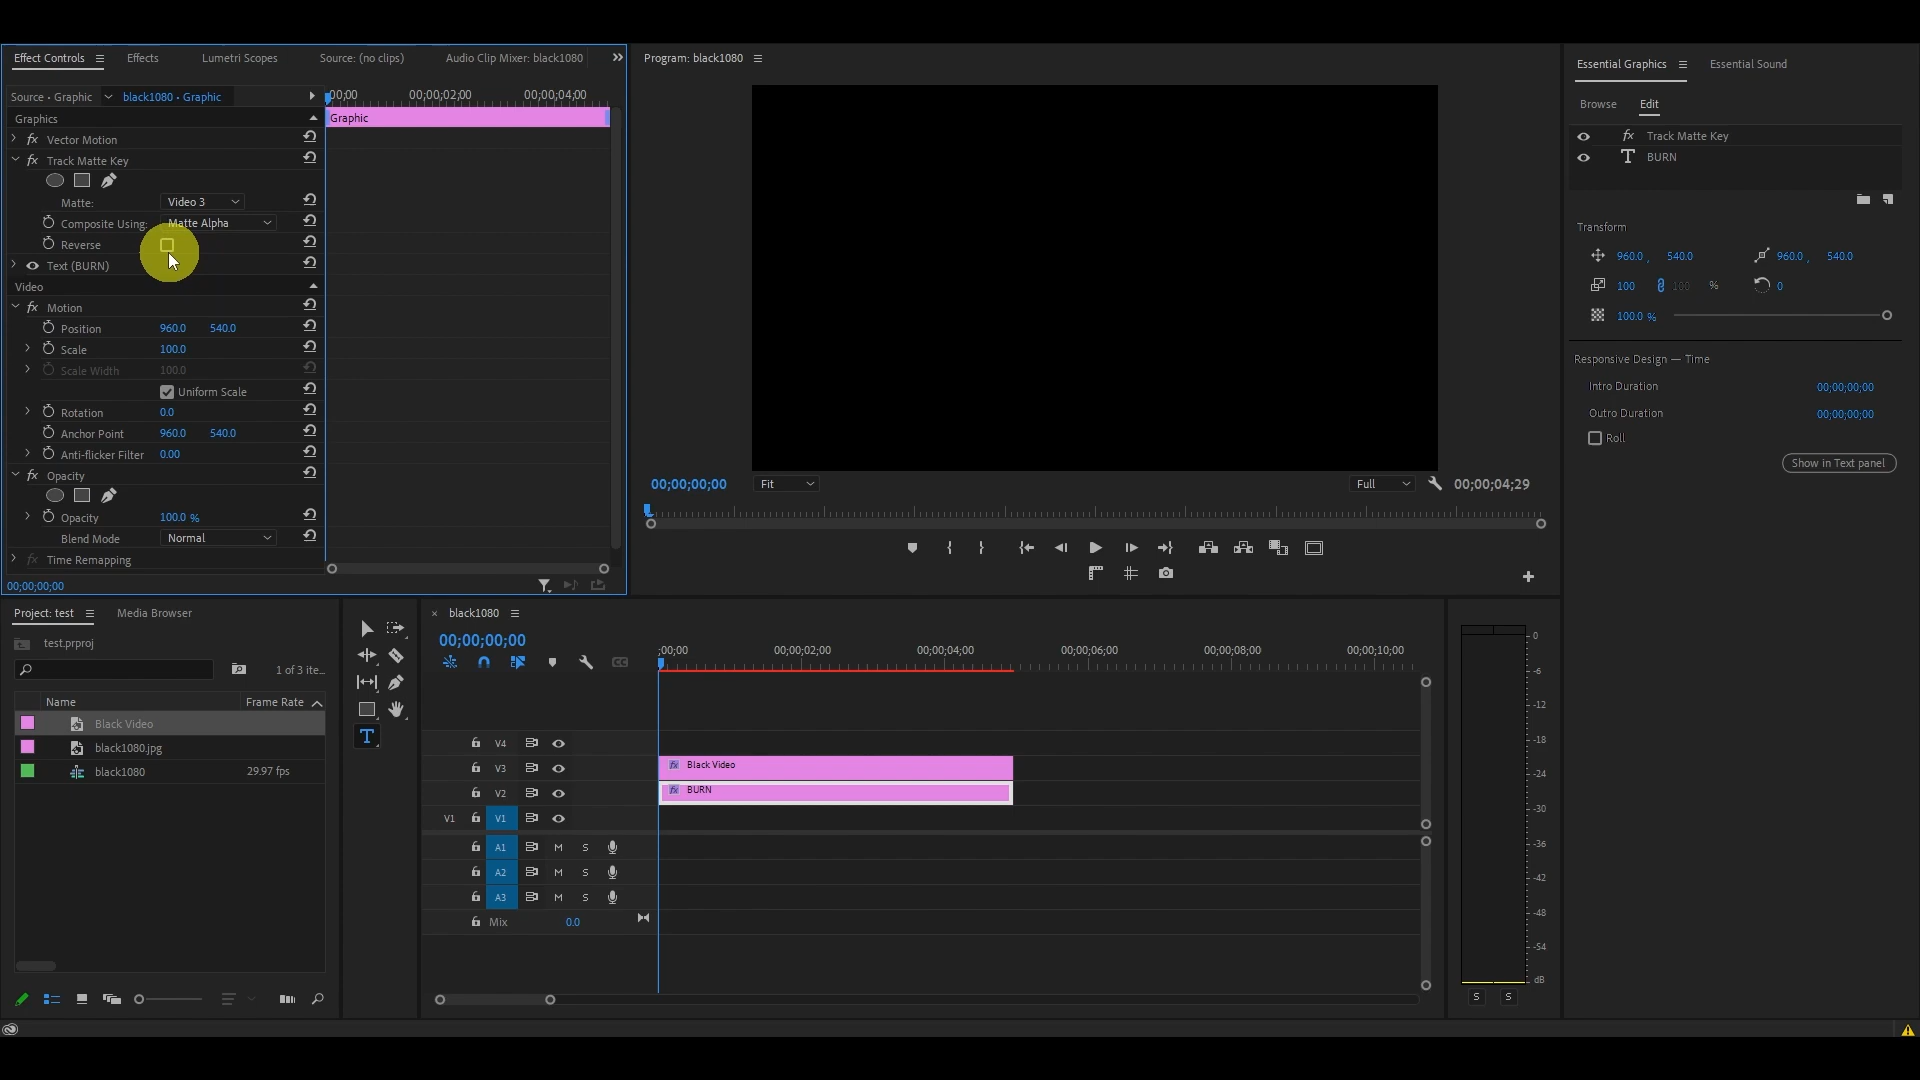 Effect Controls
Effects
Lumetri Scopes
Source: (no clips)
Audio Clip Mixer: black1080
Program: black1080
Essential Graphics
Essential Sound
Source • Graphic
black1080 • Graphic
00;00
00;00;02;00
00;00;04;00
Browse
Edit
Graphics
Graphic
fx Vector Motion
fx Track Matte Key
fx Track Matte Key
T BURN
Matte:
Video 3
Composite Using:
Matte Alpha
Reverse
Text (BURN)
Transform
960.0 , 540.0
960.0 , 540.0
Video
100
100
%
0
fx Motion
100.0 %
Position
960.0
540.0
Scale
100.0
Responsive Design — Time
Scale Width
100.0
Intro Duration
00;00;00;00
Uniform Scale
Outro Duration
00;00;00;00
Rotation
0.0
Roll
Anchor Point
960.0
540.0
Show in Text panel
Anti-flicker Filter
0.00
fx Opacity
00;00;00;00
Fit
Full
00;00;04;29
Opacity
100.0 %
Blend Mode
Normal
fx Time Remapping
00;00;00;00
Project: test
Media Browser
black1080
test.prproj
00;00;00;00
1 of 3 ite...
;00;00
00;00;02;00
00;00;04;00
00;00;06;00
00;00;08;00
00;00;10;00
Name
Frame Rate
Black Video
black1080.jpg
black1080
29.97 fps
V4
V3
fx Black Video
V2
fx BURN
V1
V1
A1
M
S
A2
M
S
A3
M
S
Mix
0.0
0
-6
-12
-18
-24
-30
-36
-42
-48
-54
dB
S
S